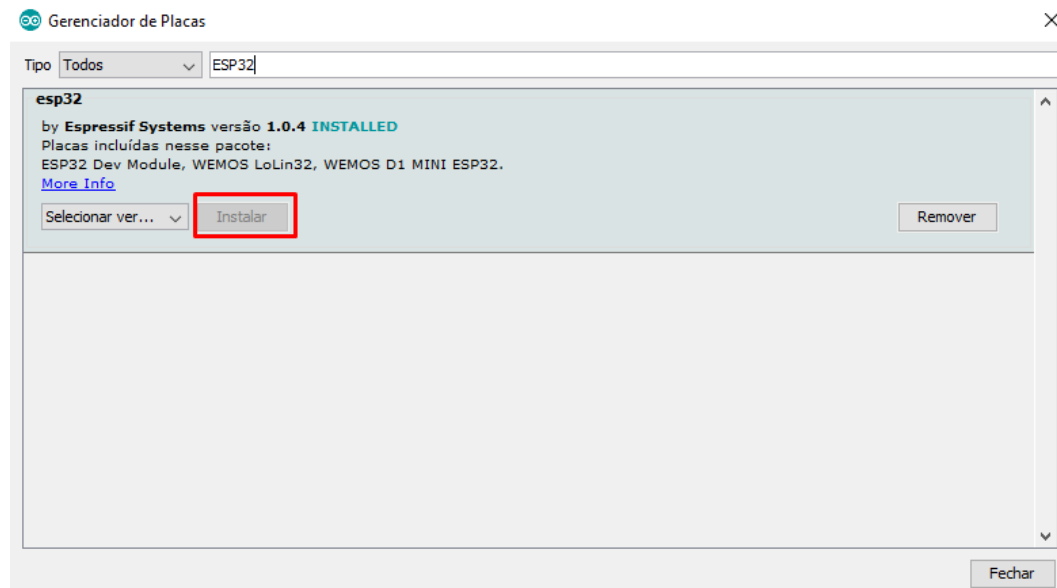 Gerenciador de Placas
Tipo Todos ESP32
esp32
by Espressif Systems versão 1.0.4 INSTALLED
Placas incluídas nesse pacote:
ESP32 Dev Module, WEMOS LoLin32, WEMOS D1 MINI ESP32.
More Info
Selecionar ver... Instalar Remover
Fechar